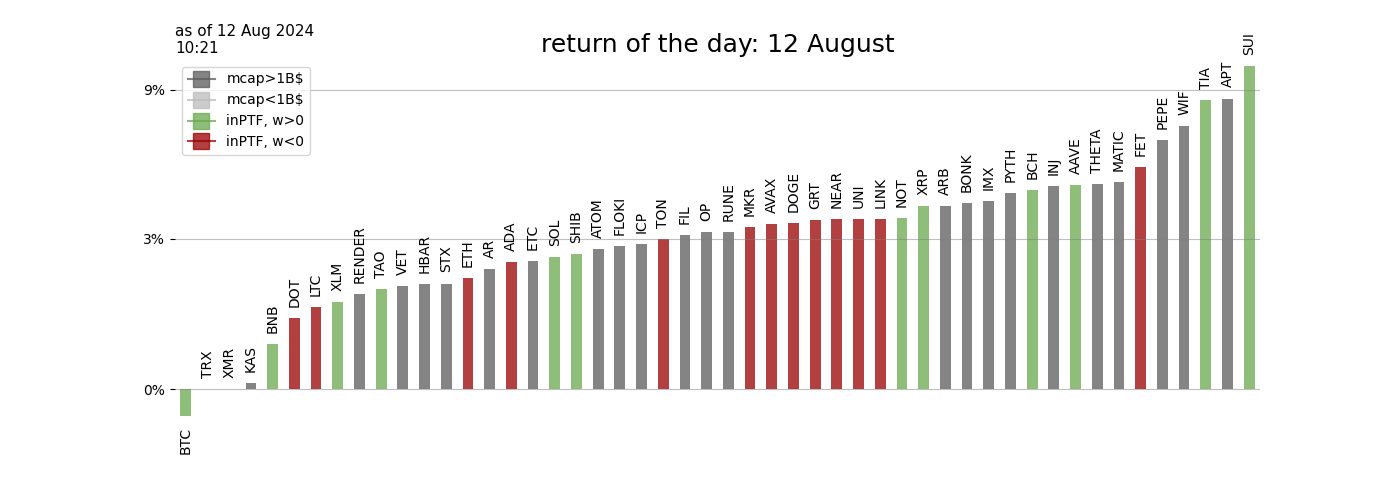 as of 12 Aug 2024
10:21
return of the day: 12 August
mcap>1B$
mcap<1B$
inPTF, w>0
inPTF, w<0
9%
3%
0%
BTC
TRX
XMR
KAS
BNB
DOT
LTC
XLM
RENDER
TAO
VET
HBAR
STX
ETH
AR
ADA
ETC
SOL
SHIB
ATOM
FLOKI
ICP
TON
FIL
OP
RUNE
MKR
AVAX
DOGE
GRT
NEAR
UNI
LINK
NOT
XRP
ARB
BONK
IMX
PYTH
BCH
INJ
AAVE
THETA
MATIC
FET
PEPE
WIF
TIA
APT
SUI